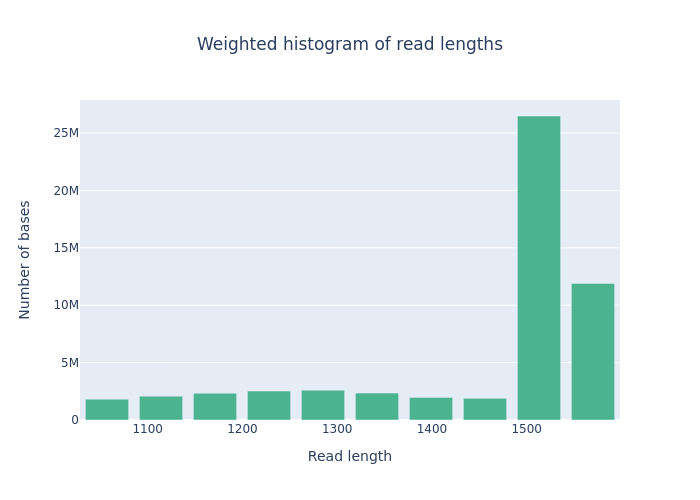 Weighted histogram of read lengths
Number of bases
25M
20M
15M
10M
5M
0
1100 1200 1300 1400 1500
Read length